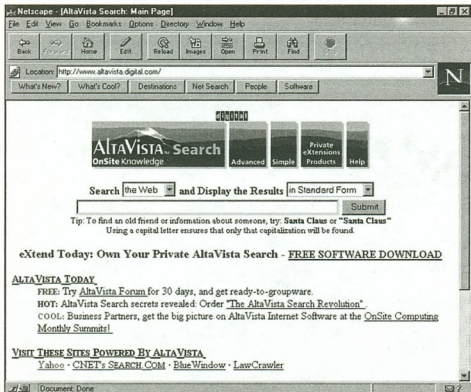 Netscape - [AltaVista Search: Main Page]
File Edit View Go Bookmarks Options Directory Window Help
Back Forward Home Edit Reload Images Open Print Find Stop
Location: http://www.altavista.digital.com/
N
What's New? What's Cool? Destinations Net Search People Software
digital
ALTAVISTA Search
OnSite Knowledge
Advanced Simple Private eXtensions Products Help
Search the Web and Display the Results in Standard Form
Submit
Tip: To find an old friend or information about someone, try: Santa Claus or "Santa Claus"
Using a capital letter ensures that only that capitalization will be found.
eXtend Today: Own Your Private AltaVista Search - FREE SOFTWARE DOWNLOAD
ALTAVISTA TODAY
FREE: Try AltaVista Forum for 30 days, and get ready-to-groupware.
HOT: AltaVista Search secrets revealed: Order "The AltaVista Search Revolution".
COOL: Business Partners, get the big picture on AltaVista Internet Software at the OnSite Computing
Monthly Summits!
VISIT THESE SITES POWERED BY ALTAVISTA
Yahoo · CNET's SEARCH.COM · BlueWindow · LawCrawler
Document: Done